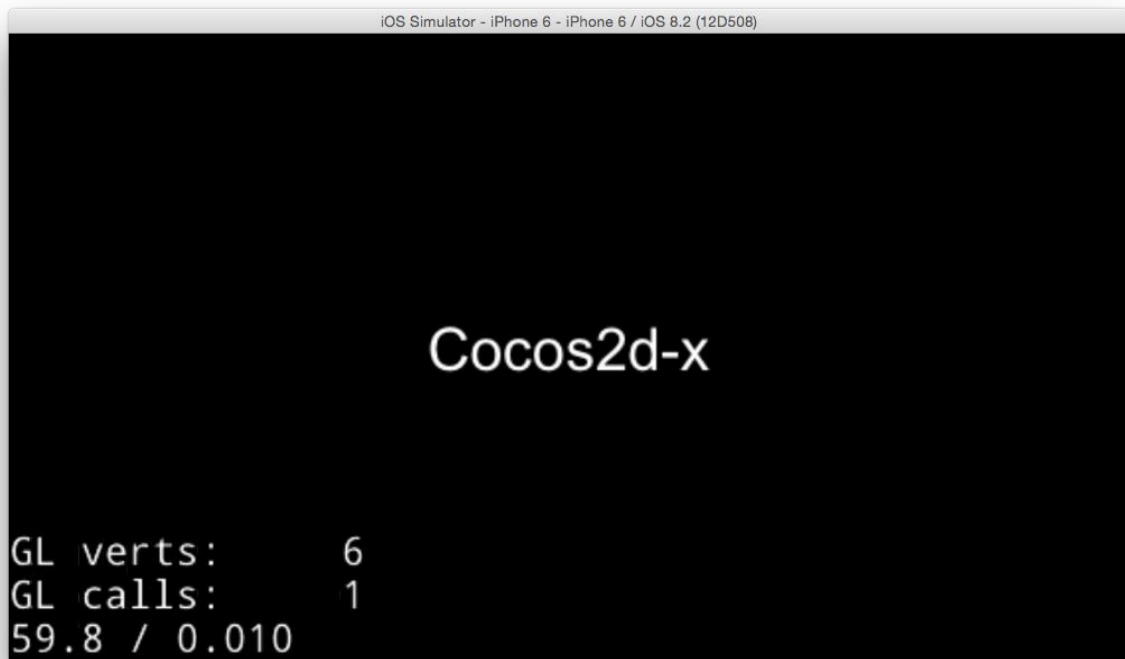 iOS Simulator - iPhone 6 - iPhone 6 / iOS 8.2 (12D508)
Cocos2d-x
GL verts: 6
GL calls: 1
59.8 / 0.010